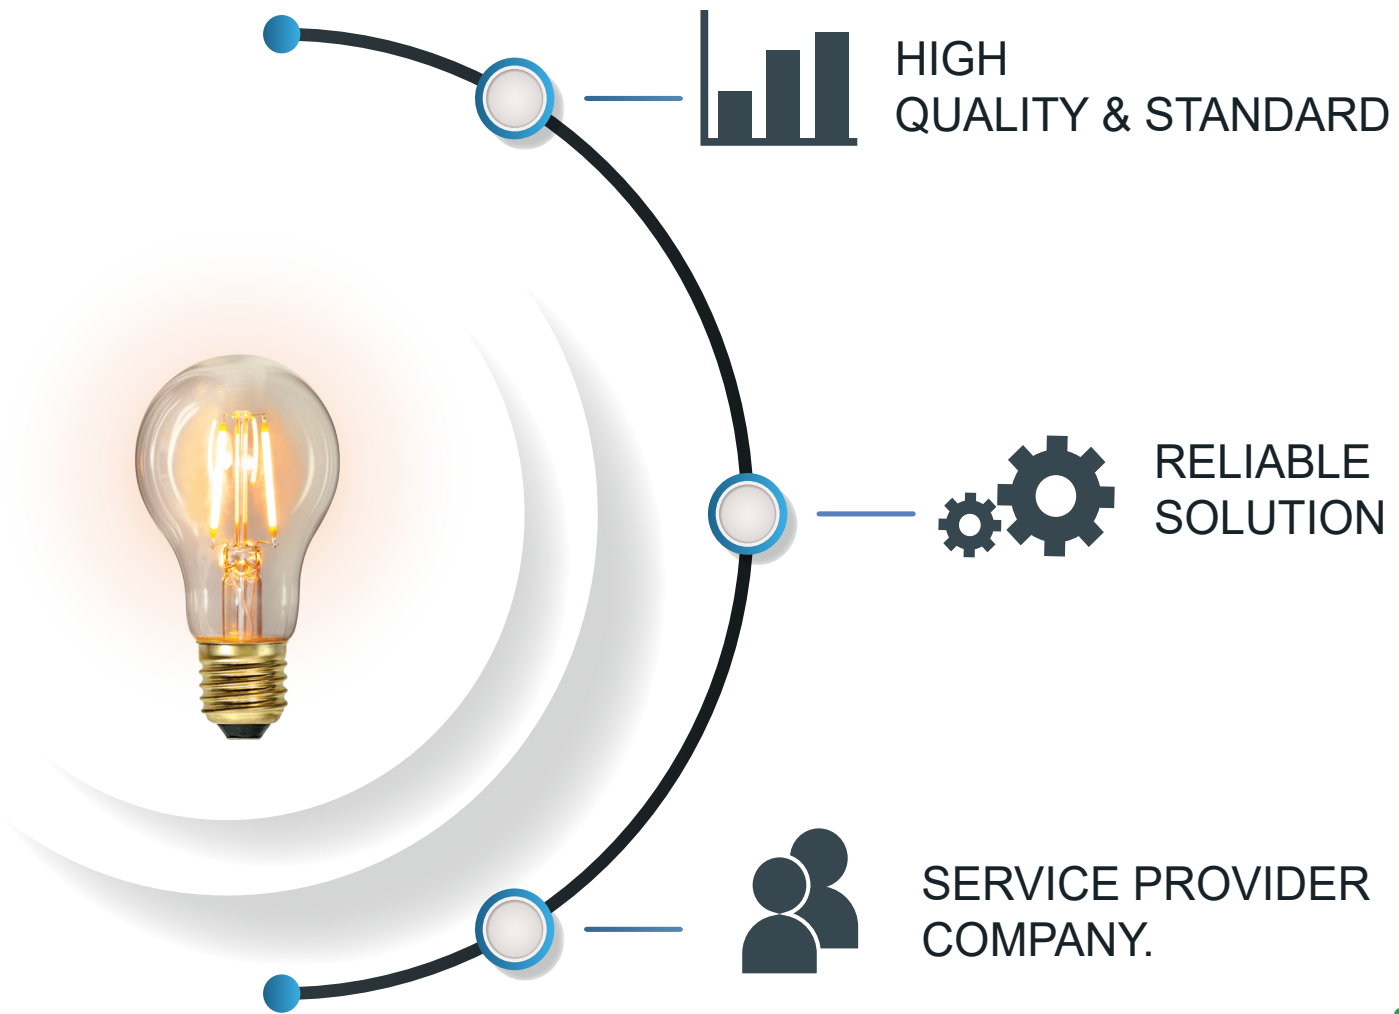 HIGH
QUALITY & STANDARD
RELIABLE
SOLUTION
SERVICE PROVIDER
COMPANY.